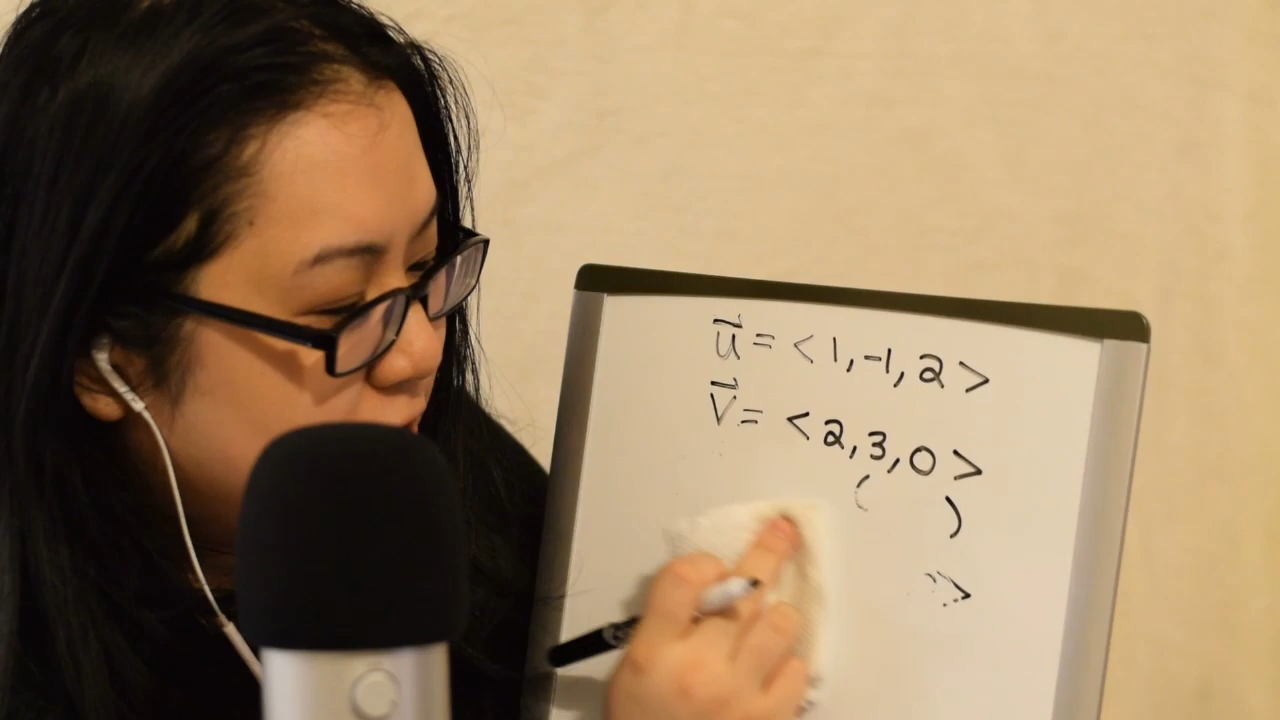 u⃗ = <1,-1,2>
v⃗ = <2,3,0>
( )
>